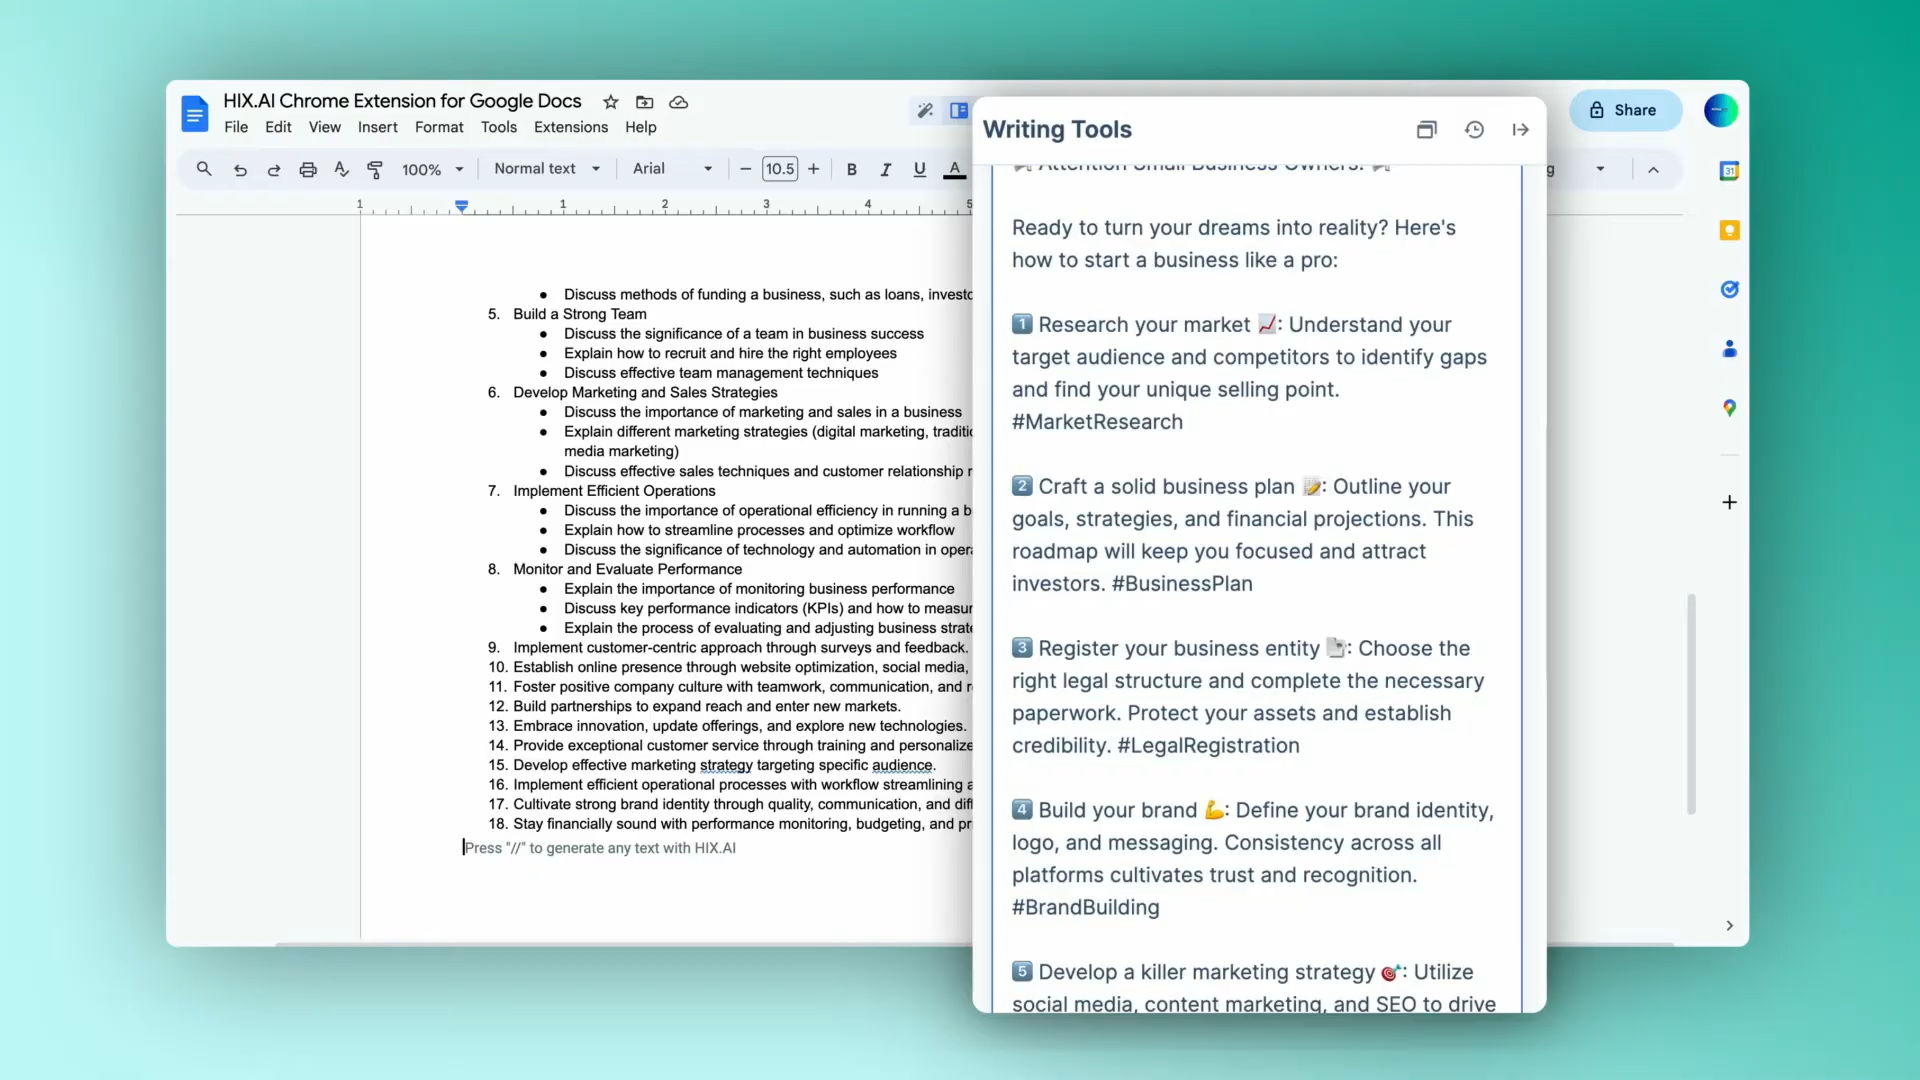 HIX.AI Chrome Extension for Google Docs
File Edit View Insert Format Tools Extensions Help
Share
100% Normal text Arial 10.5 B I U A
1 1 2 3 4 5
Discuss methods of funding a business, such as loans,
5. Build a Strong Team
● Discuss the significance of a team in business success
● Explain how to recruit and hire the right employees
● Discuss effective team management techniques
6. Develop Marketing and Sales Strategies
● Discuss the importance of marketing and sales in a business
● Explain different marketing strategies (digital marketing,
media marketing)
● Discuss effective sales techniques and customer relationship
7. Implement Efficient Operations
● Discuss the importance of operational efficiency in running a
● Explain how to streamline processes and optimize workflow
● Discuss the significance of technology and automation in
8. Monitor and Evaluate Performance
● Explain the importance of monitoring business performance
● Discuss key performance indicators (KPIs) and how to
● Explain the process of evaluating and adjusting business
9. Implement customer-centric approach through surveys and feedback.
10. Establish online presence through website optimization, social media,
11. Foster positive company culture with teamwork, communication, and
12. Build partnerships to expand reach and enter new markets.
13. Embrace innovation, update offerings, and explore new technologies.
14. Provide exceptional customer service through training and
15. Develop effective marketing strategy targeting specific audience.
16. Implement efficient operational processes with workflow streamlining
17. Cultivate strong brand identity through quality, communication, and
18. Stay financially sound with performance monitoring, budgeting, and
Press "//" to generate any text with HIX.AI
Writing Tools
Attention Small Business Owners!
Ready to turn your dreams into reality? Here's
how to start a business like a pro:
1️⃣ Research your market 📈: Understand your
target audience and competitors to identify gaps
and find your unique selling point.
#MarketResearch
2️⃣ Craft a solid business plan 📝: Outline your
goals, strategies, and financial projections. This
roadmap will keep you focused and attract
investors. #BusinessPlan
3️⃣ Register your business entity 📄: Choose the
right legal structure and complete the necessary
paperwork. Protect your assets and establish
credibility. #LegalRegistration
4️⃣ Build your brand 💪: Define your brand identity,
logo, and messaging. Consistency across all
platforms cultivates trust and recognition.
#BrandBuilding
5️⃣ Develop a killer marketing strategy 🎯: Utilize
social media, content marketing, and SEO to drive
31